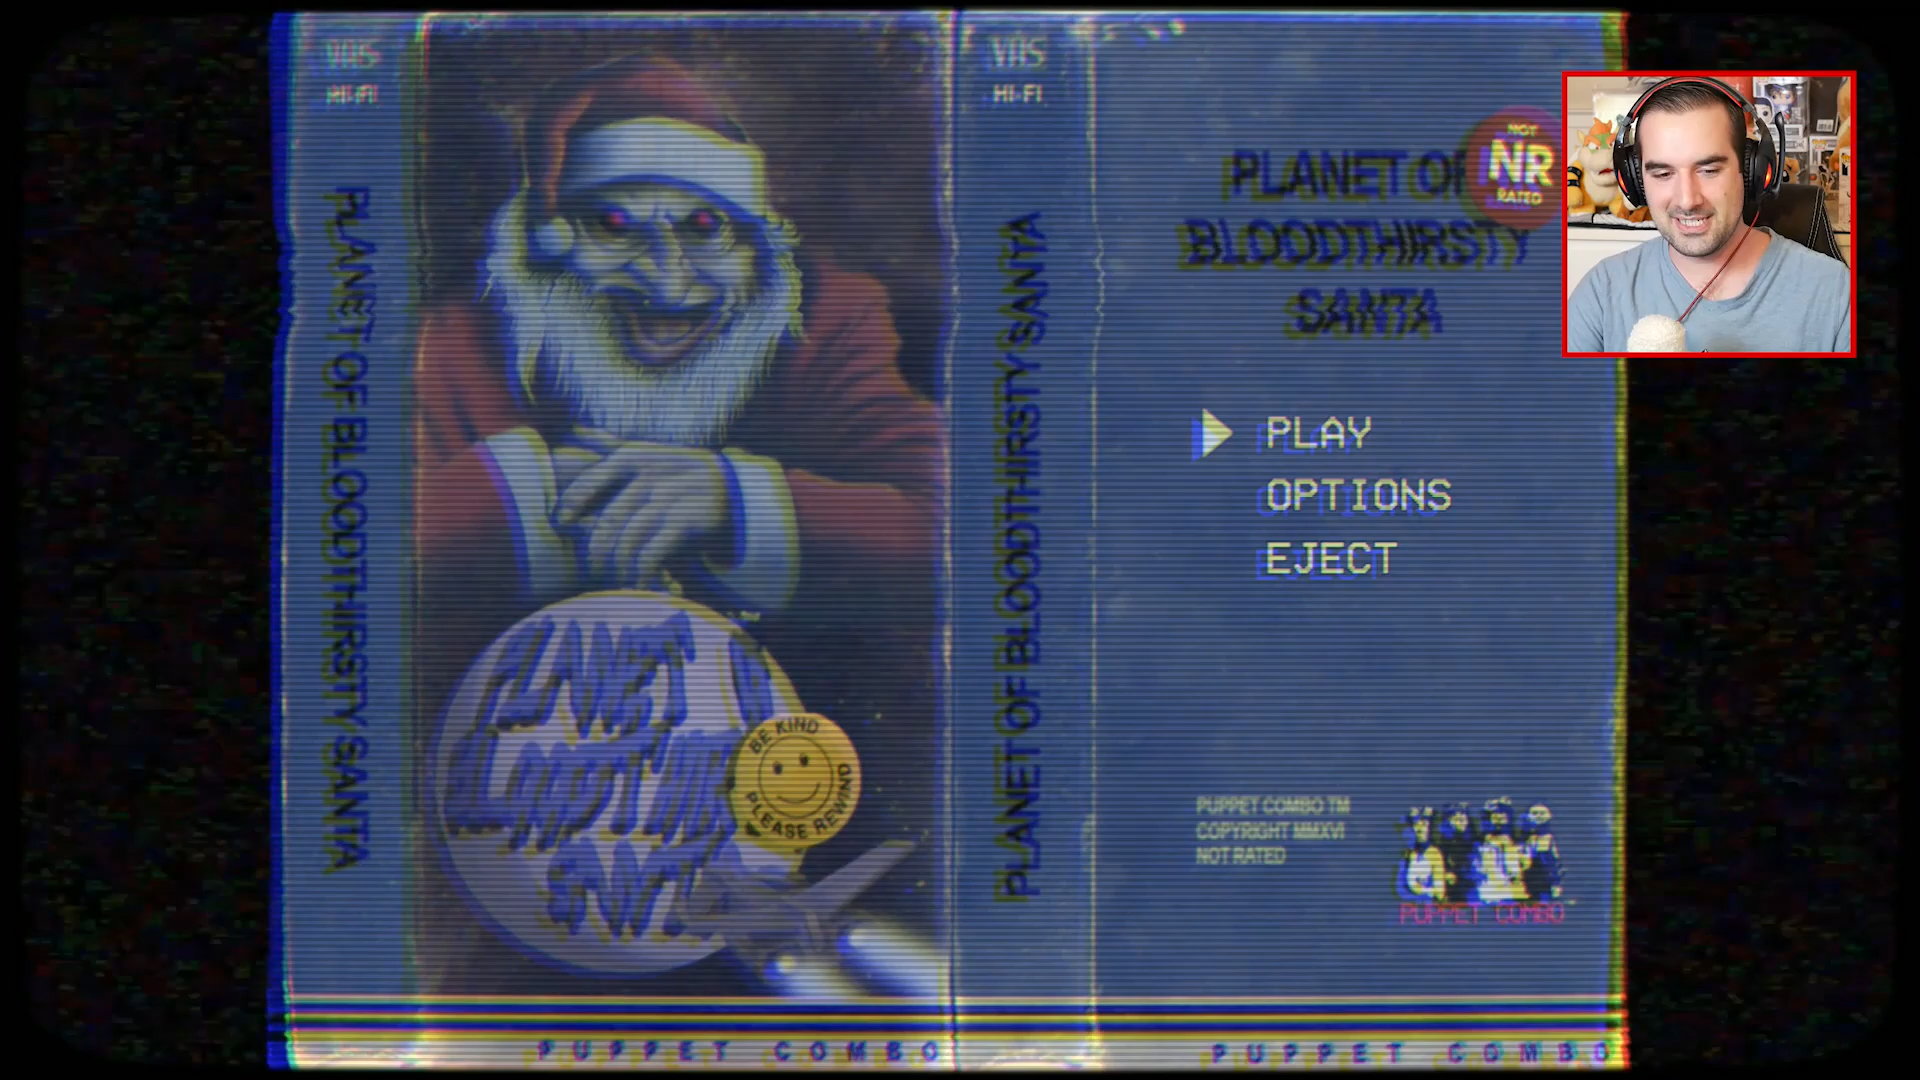 VHS
HI-FI
PLANET OF BLOODTHIRSTY SANTA
PLANET
BE KIND
PLEASE REWIND
VHS
HI-FI
PLANET OF BLOODTHIRSTY SANTA
PLANET OF
BLOODTHIRSTY
SANTA
NOT
NR
RATED
PLAY
OPTIONS
EJECT
PUPPET COMBO TM
COPYRIGHT MMXVI
NOT RATED
PUPPET COMBO
PUPPET COMBO
PUPPET COMBO